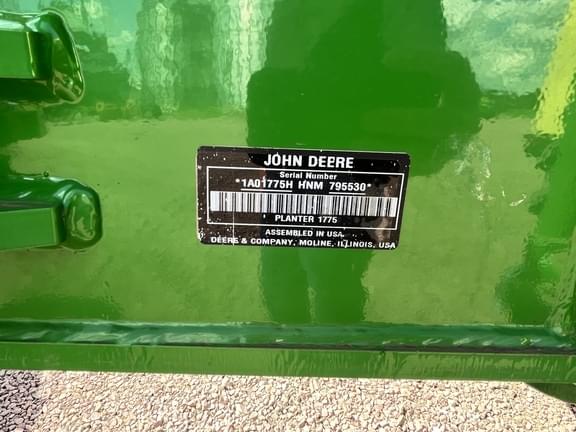 JOHN DEERE
Serial Number
*1A01775H HNM 795530*
PLANTER 1775
ASSEMBLED IN USA.
DEERE & COMPANY, MOLINE, ILLINOIS, USA